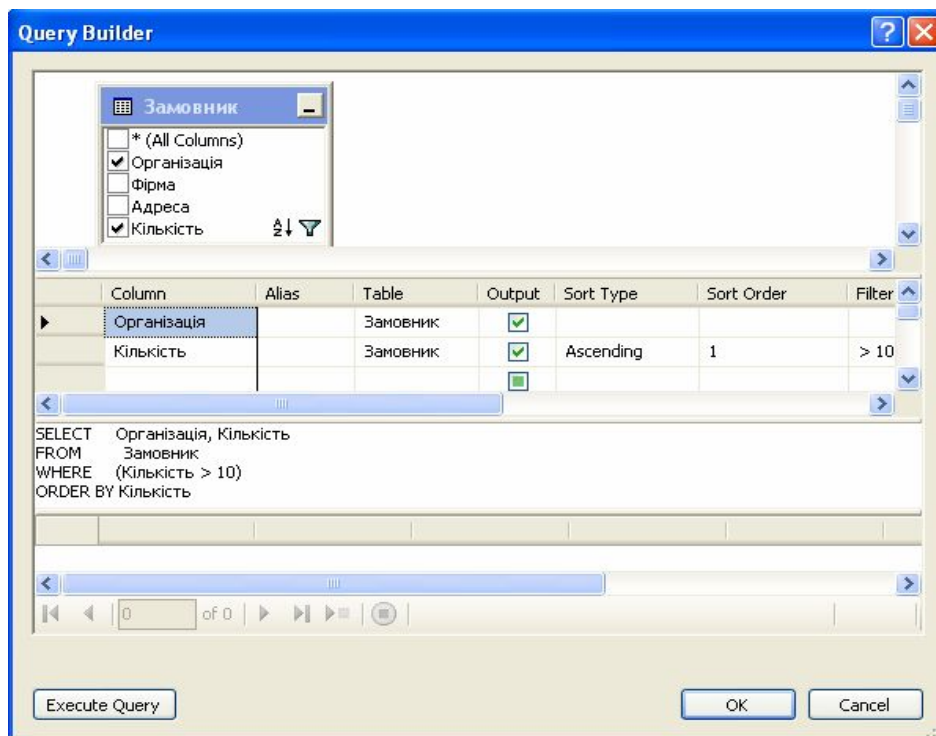 Query Builder
Замовник
* (All Columns)
Організація
Фірма
Адреса
Кількість
Column Alias Table Output Sort Type Sort Order Filter
Організація Замовник
Кількість Замовник Ascending 1 > 10
SELECT Організація, Кількість
FROM Замовник
WHERE (Кількість > 10)
ORDER BY Кількість
0 of 0
Execute Query OK Cancel